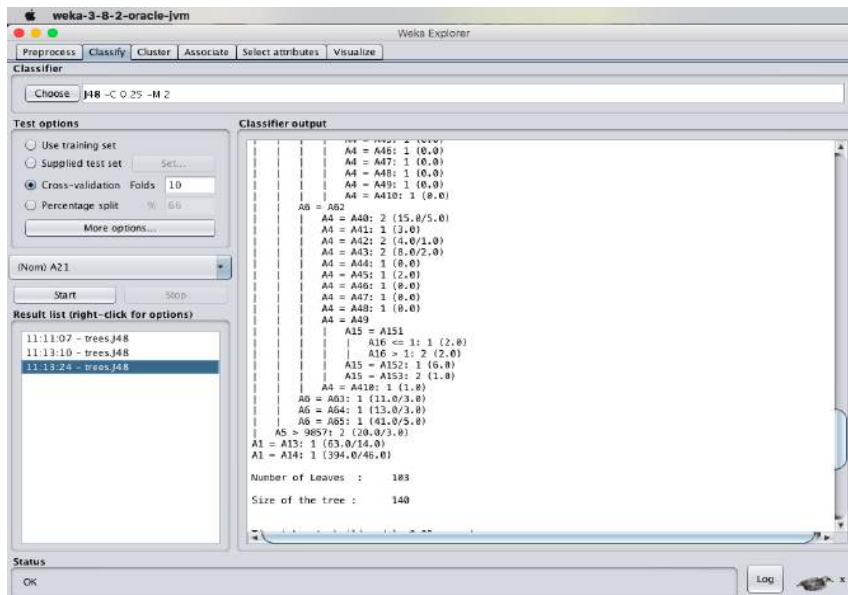 weka-3-8-2-oracle-jvm
Weka Explorer
Preprocess Classify Cluster Associate Select attributes Visualize
Classifier
Choose J48 -C 0.25 -M 2
Test options
Use training set
Supplied test set Set...
Cross-validation Folds 10
Percentage split % 66
More options...
(Nom) A21
Start Stop
Result list (right-click for options)
11:11:07 - trees.J48
11:13:10 - trees.J48
11:13:24 - trees.J48
Classifier output
| | | | A4 = A46: 1 (0.0)
| | | | A4 = A47: 1 (0.0)
| | | | A4 = A48: 1 (0.0)
| | | | A4 = A49: 1 (0.0)
| | | | A4 = A410: 1 (0.0)
| | A6 = A62
| | | A4 = A40: 2 (15.0/5.0)
| | | A4 = A41: 1 (3.0)
| | | A4 = A42: 2 (4.0/1.0)
| | | A4 = A43: 2 (8.0/2.0)
| | | A4 = A44: 1 (0.0)
| | | A4 = A45: 1 (2.0)
| | | A4 = A46: 1 (0.0)
| | | A4 = A47: 1 (0.0)
| | | A4 = A48: 1 (0.0)
| | | A4 = A49
| | | | A15 = A151
| | | | | A16 <= 1: 1 (2.0)
| | | | | A16 > 1: 2 (2.0)
| | | | A15 = A152: 1 (6.0)
| | | | A15 = A153: 2 (1.0)
| | | A4 = A410: 1 (1.0)
| | A6 = A63: 1 (11.0/3.0)
| | A6 = A64: 1 (13.0/3.0)
| | A6 = A65: 1 (41.0/5.0)
| A5 > 9857: 2 (20.0/3.0)
A1 = A13: 1 (63.0/14.0)
A1 = A14: 1 (394.0/46.0)
Number of Leaves : 103
Size of the tree : 140
Status
OK
Log
x